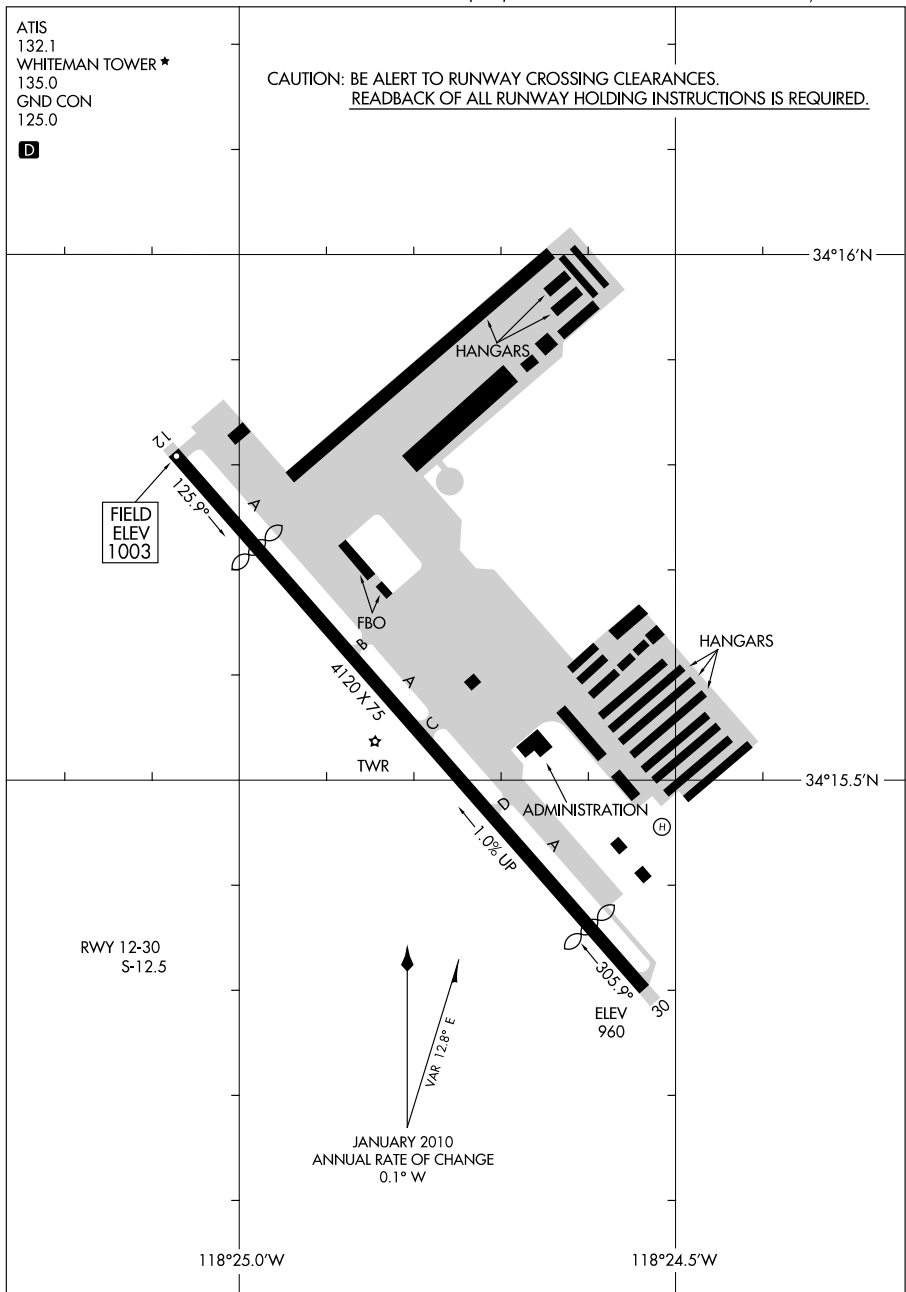 ATIS
132.1
WHITEMAN TOWER ★
135.0
GND CON
125.0
D
CAUTION: BE ALERT TO RUNWAY CROSSING CLEARANCES.
READBACK OF ALL RUNWAY HOLDING INSTRUCTIONS IS REQUIRED.
34°16'N
HANGARS
12
125.9°
A
FIELD
ELEV
1003
FBO
B
A
4120 X 75
C
HANGARS
TWR
34°15.5'N
D
ADMINISTRATION
H
1.0% UP
A
RWY 12-30
S-12.5
305.9°
30
ELEV
960
VAR 12.8° E
JANUARY 2010
ANNUAL RATE OF CHANGE
0.1° W
118°25.0'W
118°24.5'W